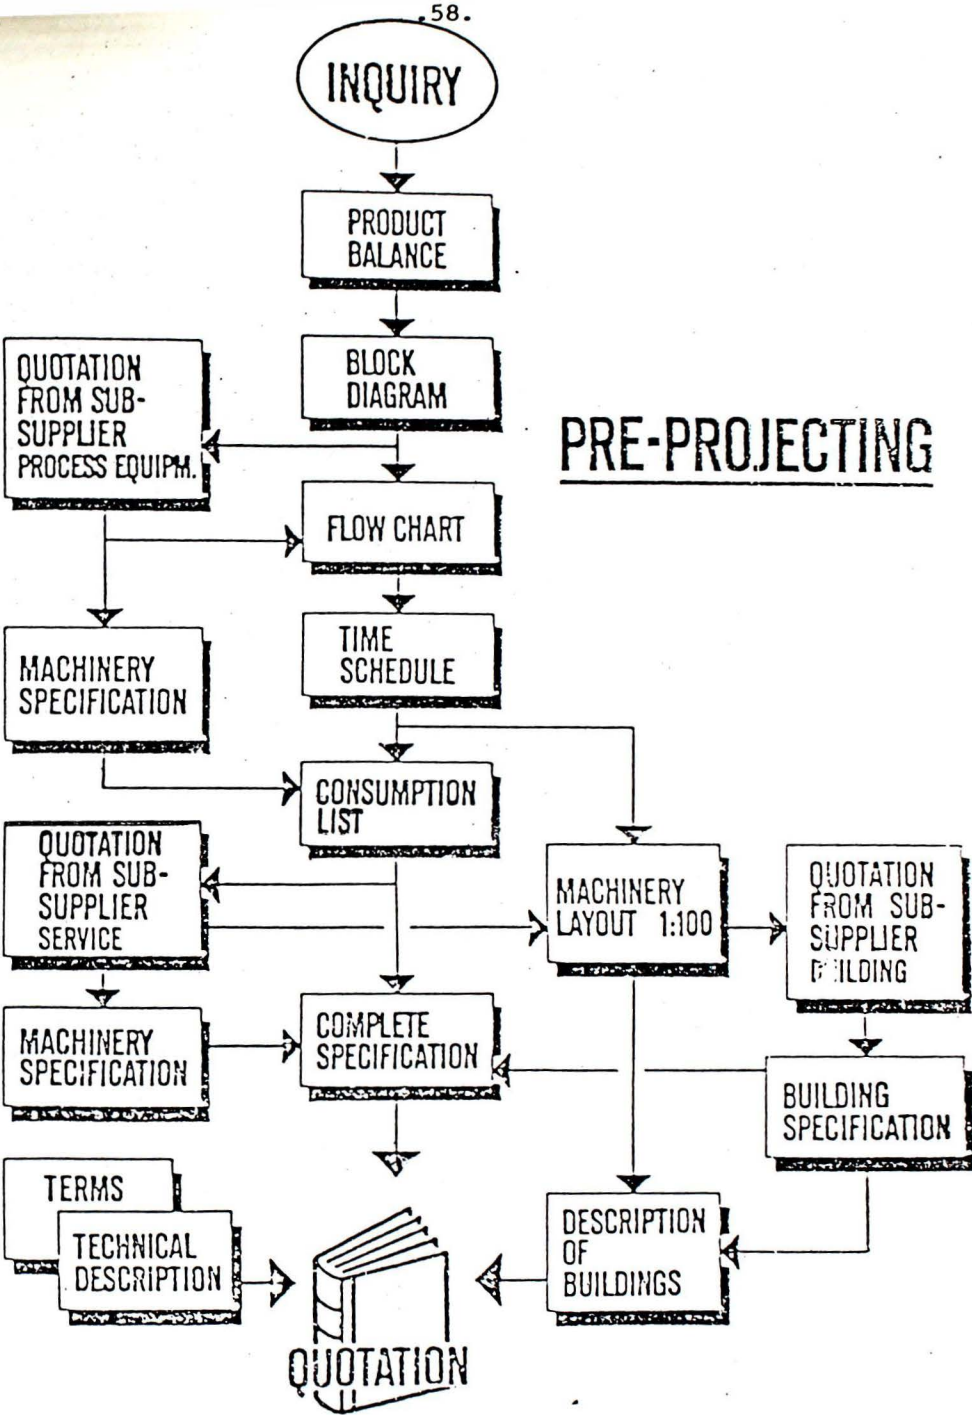 .58.
INQUIRY
PRODUCT
BALANCE
BLOCK
DIAGRAM
QUOTATION
FROM SUB-
SUPPLIER
PROCESS EQUIPM.
PRE-PROJECTING
FLOW CHART
TIME
SCHEDULE
MACHINERY
SPECIFICATION
CONSUMPTION
LIST
QUOTATION
FROM SUB-
SUPPLIER
SERVICE
MACHINERY
LAYOUT 1:100
QUOTATION
FROM SUB-
SUPPLIER
BUILDING
MACHINERY
SPECIFICATION
COMPLETE
SPECIFICATION
BUILDING
SPECIFICATION
TERMS
TECHNICAL
DESCRIPTION
DESCRIPTION
OF
BUILDINGS
QUOTATION